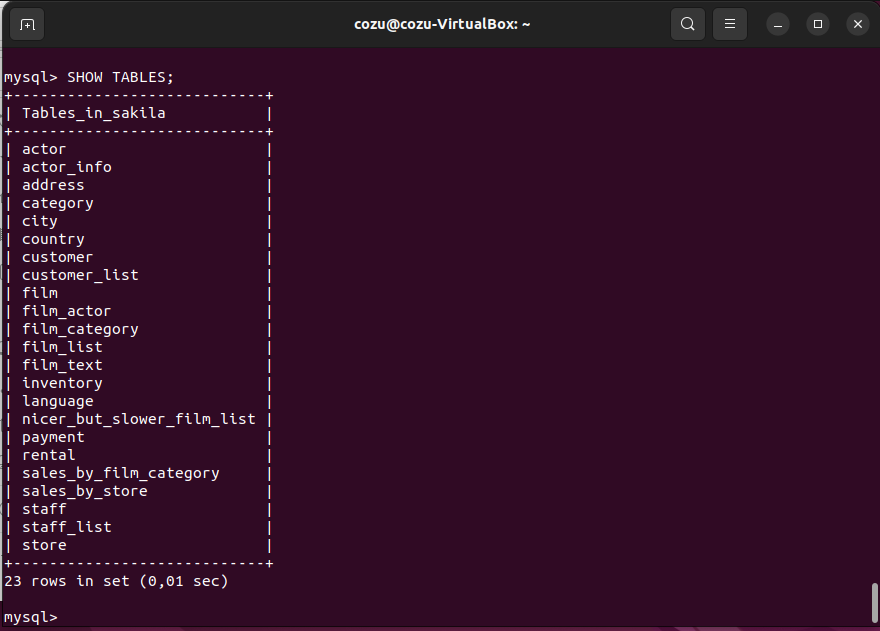 cozu@cozu-VirtualBox: ~
mysql> SHOW TABLES;
+----------------------------+
| Tables_in_sakila           |
+----------------------------+
| actor                      |
| actor_info                 |
| address                    |
| category                   |
| city                       |
| country                    |
| customer                   |
| customer_list              |
| film                       |
| film_actor                 |
| film_category              |
| film_list                  |
| film_text                  |
| inventory                  |
| language                   |
| nicer_but_slower_film_list |
| payment                    |
| rental                     |
| sales_by_film_category     |
| sales_by_store             |
| staff                      |
| staff_list                 |
| store                      |
+----------------------------+
23 rows in set (0,01 sec)
mysql>